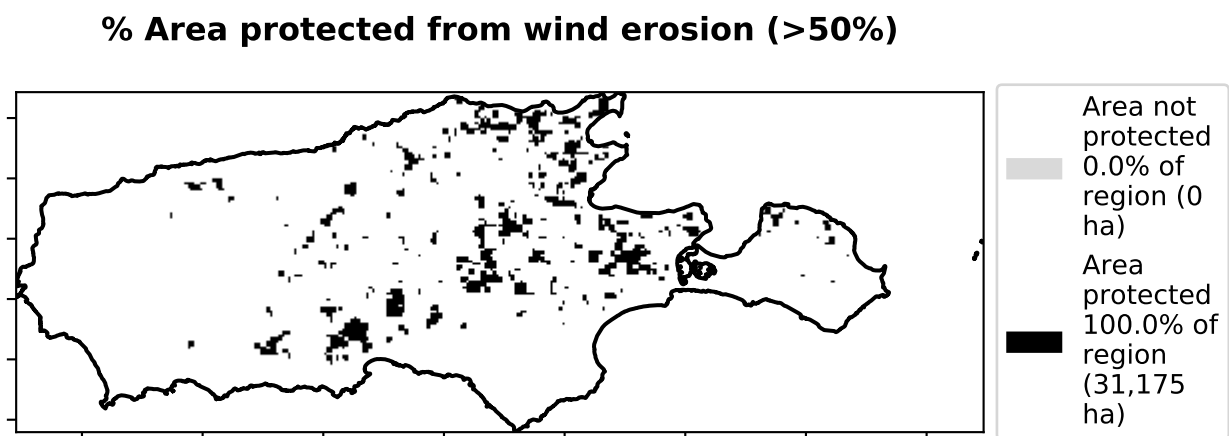 % Area protected from wind erosion (>50%)
Area not
protected
0.0% of
region (0
ha)
Area
protected
100.0% of
region
(31,175
ha)